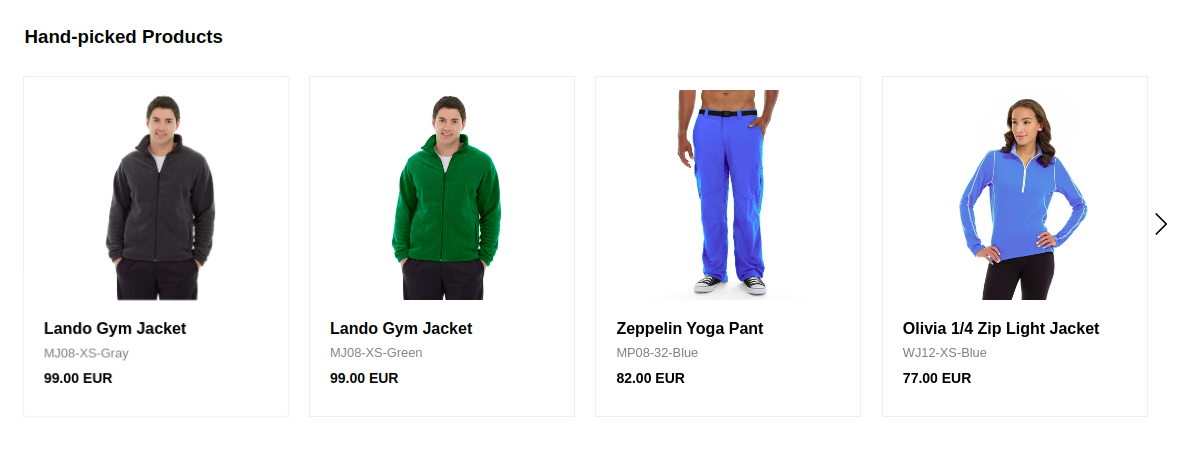 Hand-picked Products
Lando Gym Jacket
MJ08-XS-Gray
99.00 EUR
Lando Gym Jacket
MJ08-XS-Green
99.00 EUR
Zeppelin Yoga Pant
MP08-32-Blue
82.00 EUR
Olivia 1/4 Zip Light Jacket
WJ12-XS-Blue
77.00 EUR